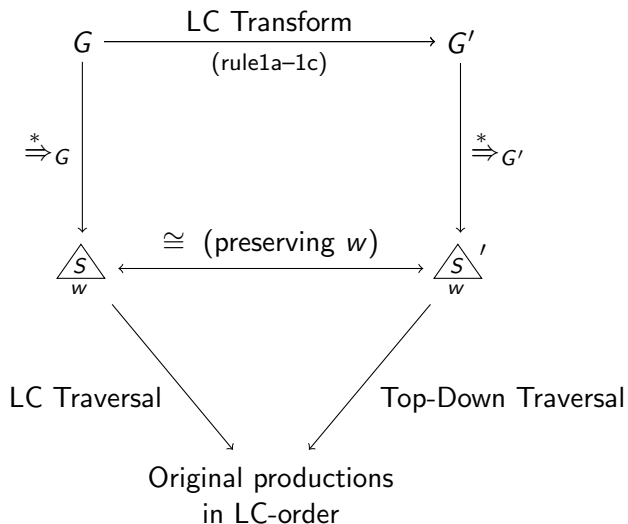 LC Transform
G G′
(rule1a–1c)
*⇒G *⇒G′
≅ (preserving w)
S S ′
w w
LC Traversal Top-Down Traversal
Original productions
in LC-order